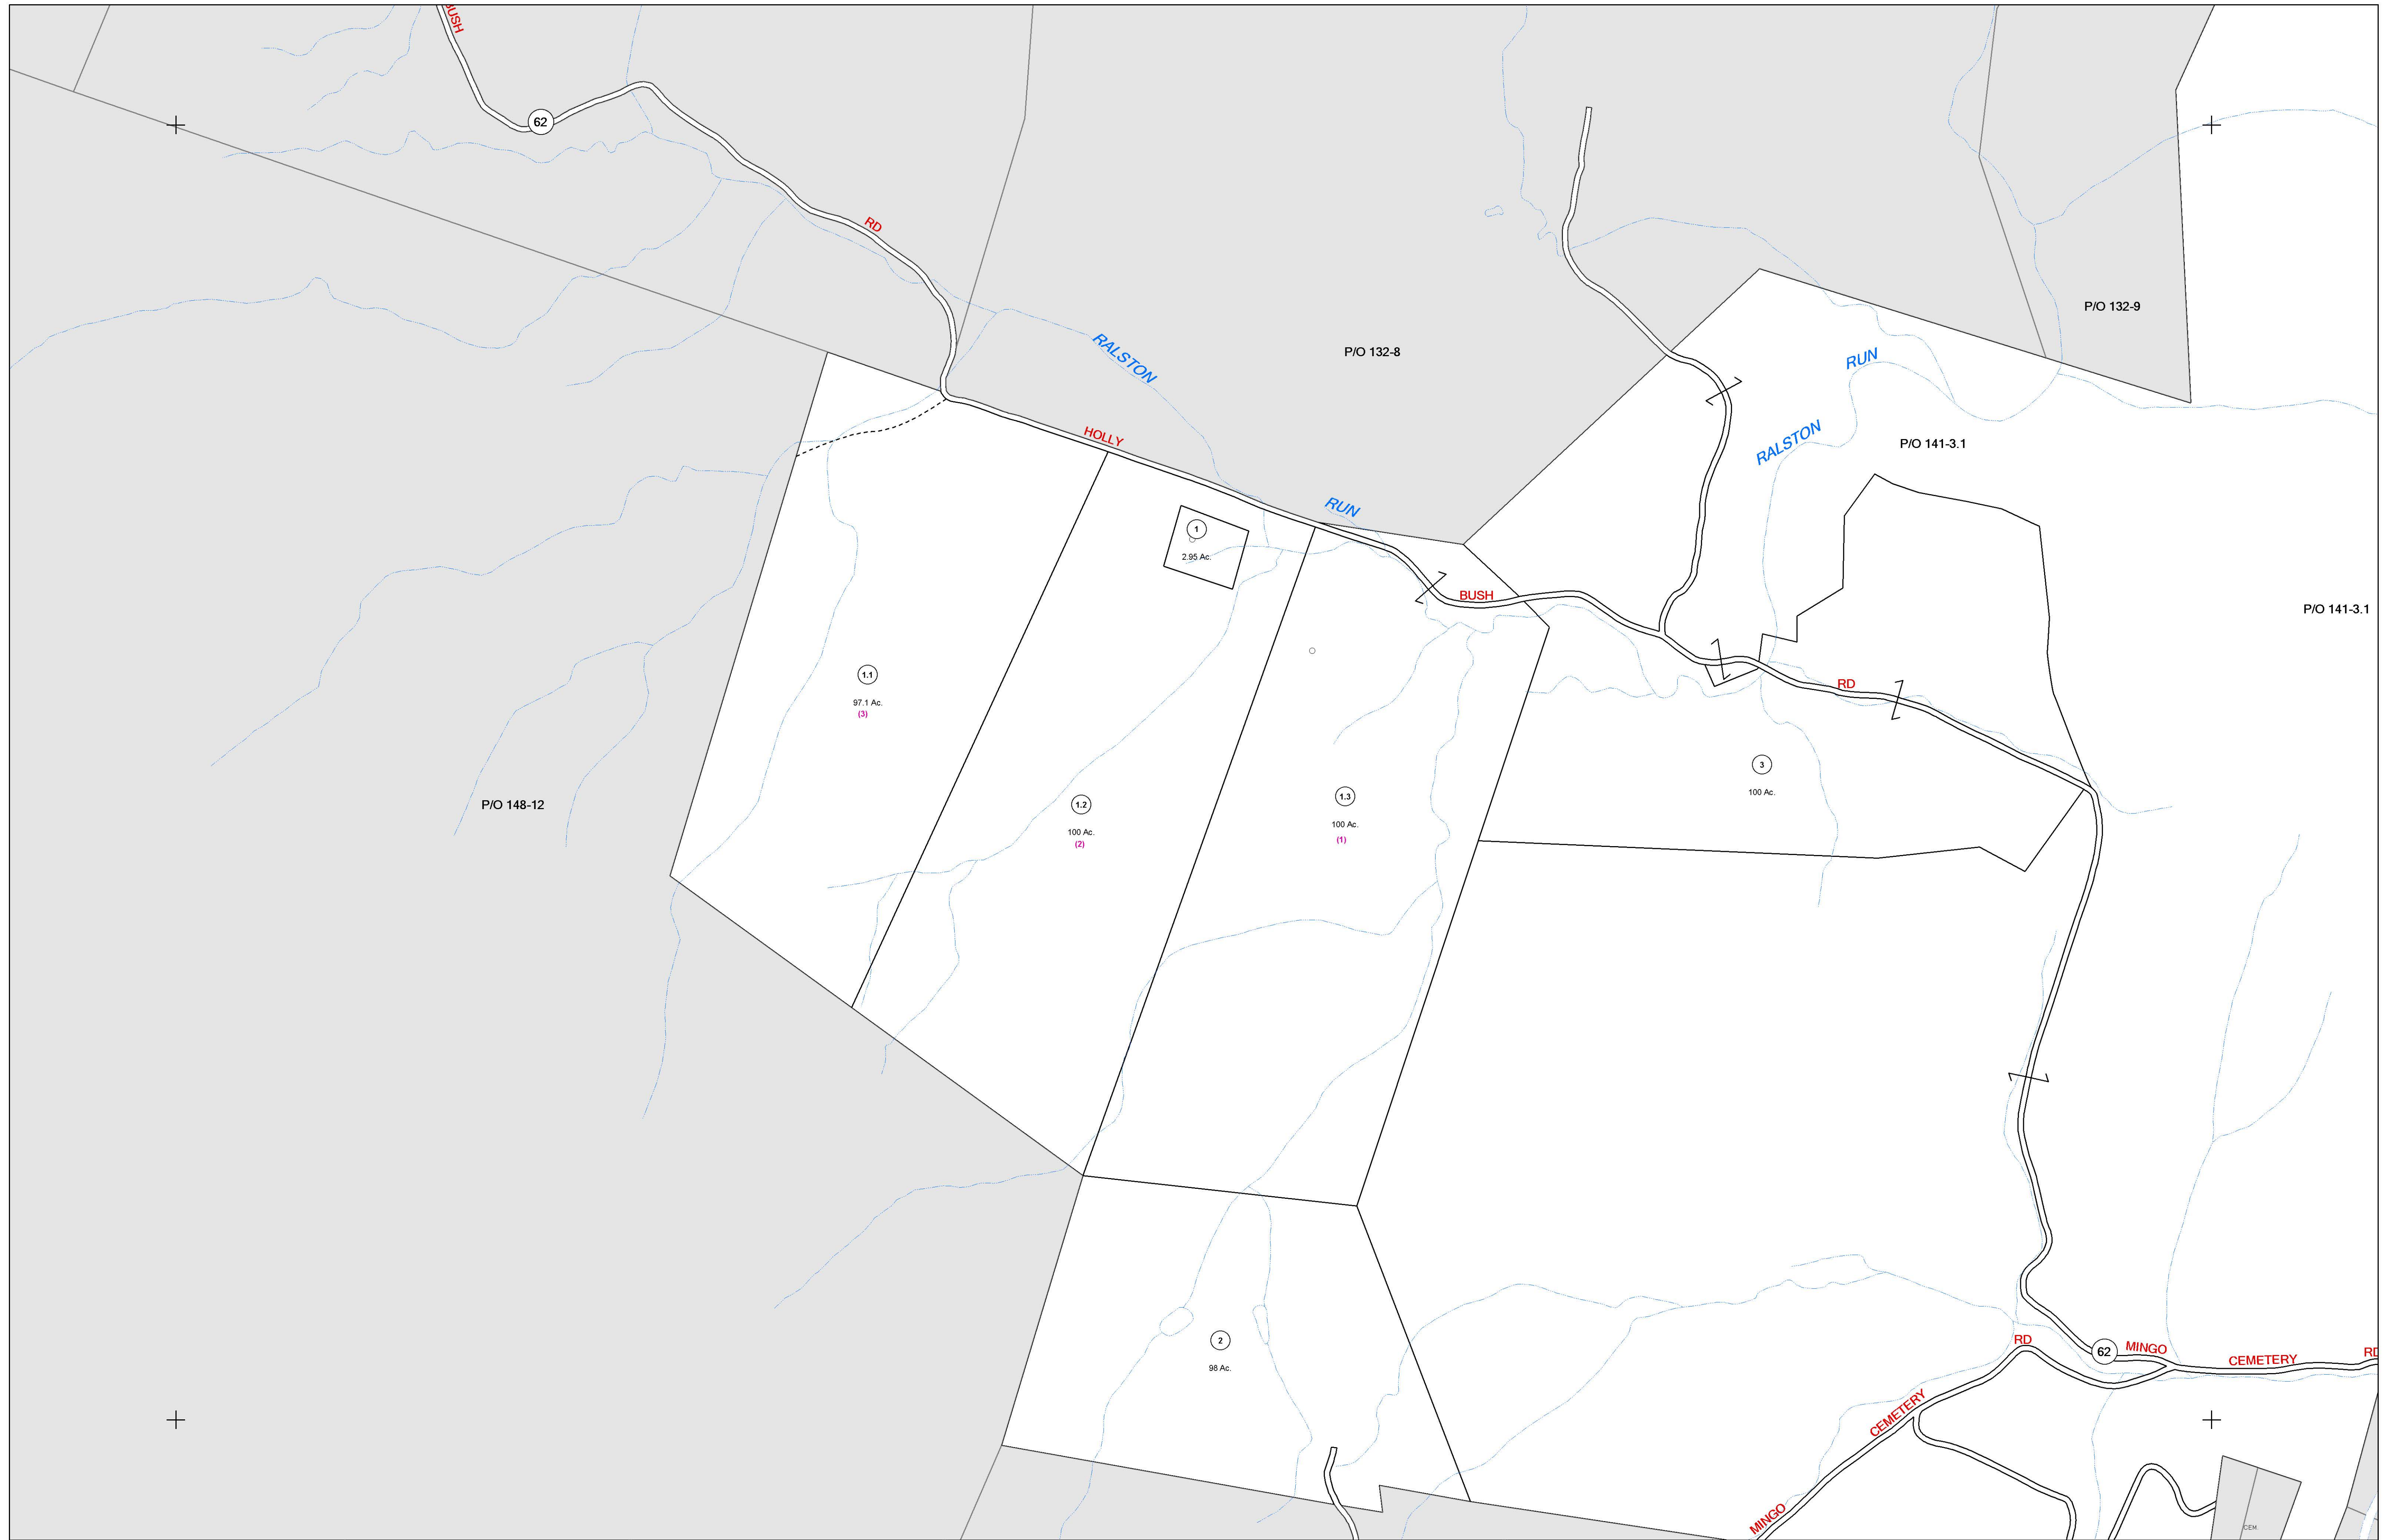 BUSH
62
RD
P/O 132-9
RALSTON
P/O 132-8
RUN
HOLLY
RALSTON
P/O 141-3.1
RUN
1
2.95 Ac.
BUSH
P/O 141-3.1
1.1
97.1 Ac.
(3)
RD
3
100 Ac.
P/O 148-12
1.2
100 Ac.
(2)
1.3
100 Ac.
(1)
2
98 Ac.
RD
62
MINGO
CEMETERY
RD
CEMETERY
MINGO
CEM.